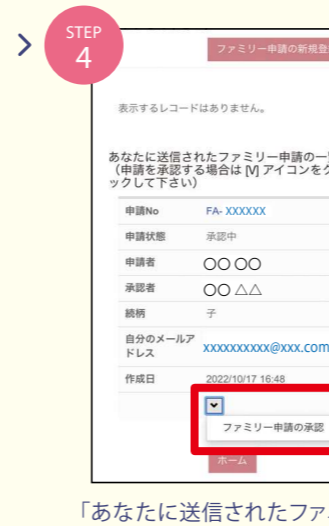 STEP
4
ファミリー申請の新規登
表示するレコードはありません。
あなたに送信されたファミリー申請の一
（申請を承認する場合は [V] アイコンを
ックして下さい）
申請No FA- XXXXXX
申請状態 承認中
申請者 〇〇 〇〇
承認者 〇〇 △△
続柄 子
自分のメールア
ドレス xxxxxxxxxx@xxx.com
作成日 2022/10/17 16:48
ファミリー申請の承認
ホーム
「あなたに送信されたファ